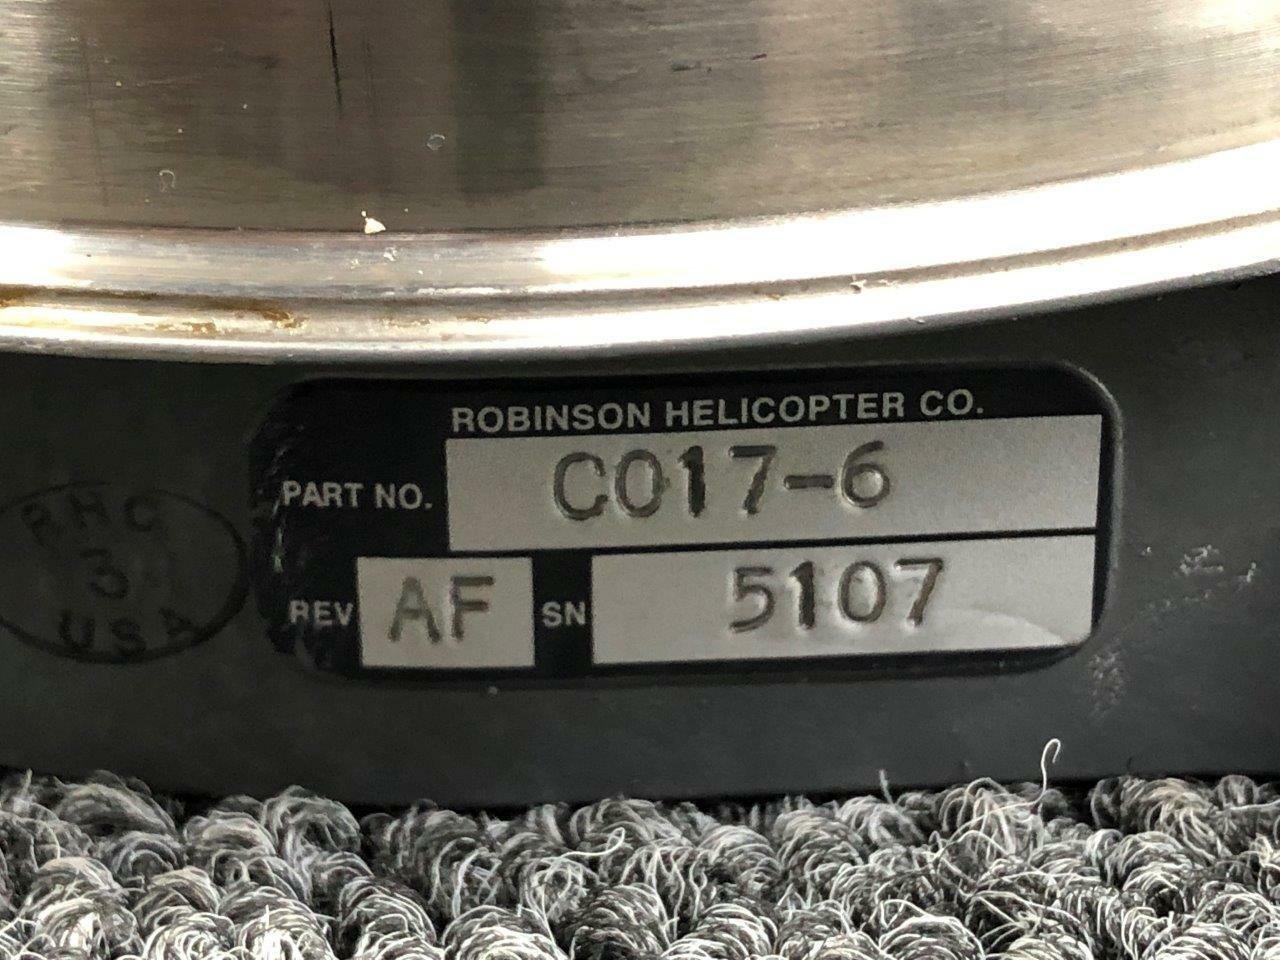 ROBINSON HELICOPTER CO.
PART NO. C017-6
REV AF SN 5107
RHC
3
USA